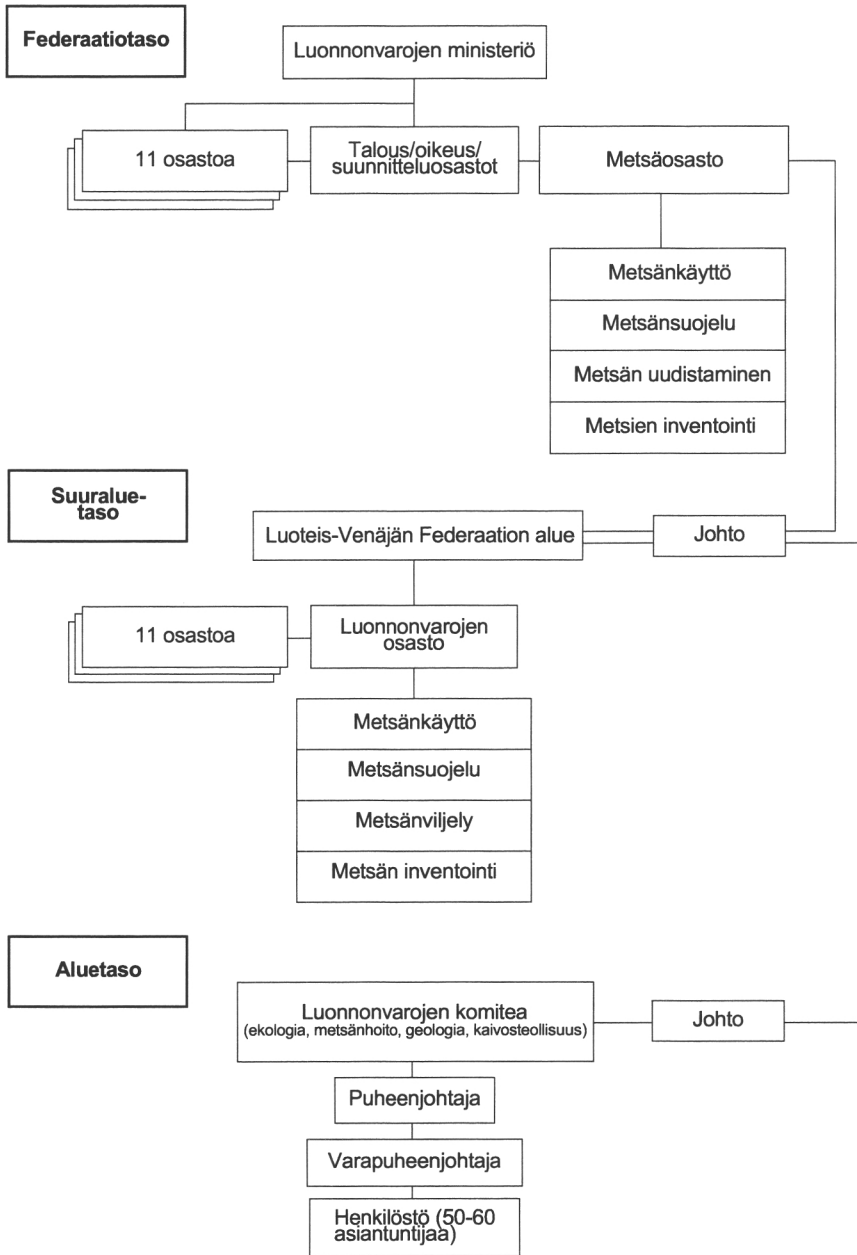 Federaatiotaso
Luonnonvarojen ministeriö
11 osastoa
Talous/oikeus/
suunnitteluosastot
Metsäosasto
Metsänkäyttö
Metsänsuojelu
Metsän uudistaminen
Metsien inventointi
Suuralue-
taso
Luoteis-Venäjän Federaation alue
Johto
11 osastoa
Luonnonvarojen
osasto
Metsänkäyttö
Metsänsuojelu
Metsänviljely
Metsän inventointi
Aluetaso
Luonnonvarojen komitea
(ekologia, metsänhoito, geologia, kaivosteollisuus)
Johto
Puheenjohtaja
Varapuheenjohtaja
Henkilöstö (50-60
asiantuntijaa)